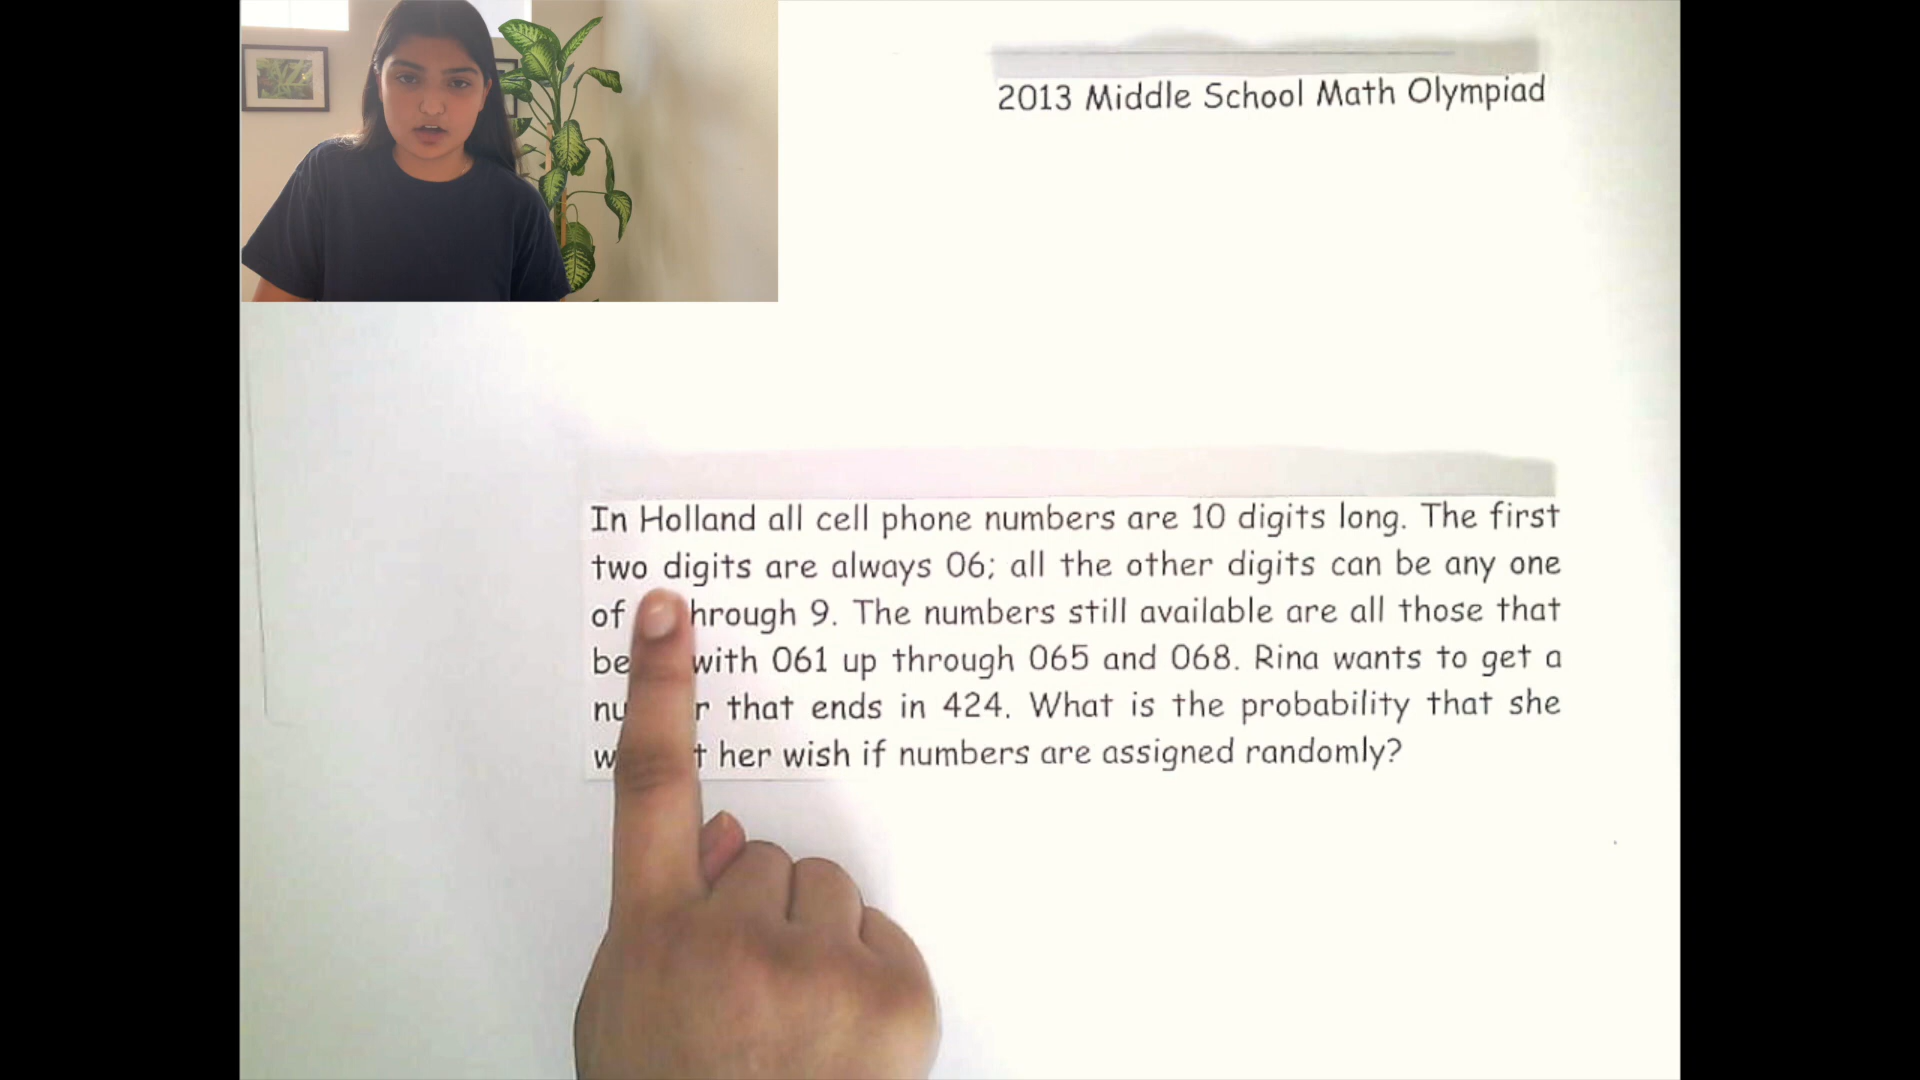 2013 Middle School Math Olympiad
In Holland all cell phone numbers are 10 digits long. The first
two digits are always 06; all the other digits can be any one
of through 9. The numbers still available are all those that
with 061 up through 065 and 068. Rina wants to get a
that ends in 424. What is the probability that she
her wish if numbers are assigned randomly?